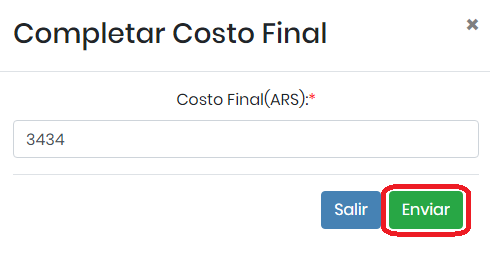 Completar Costo Final
×
Costo Final(ARS):*
3434
Salir Enviar